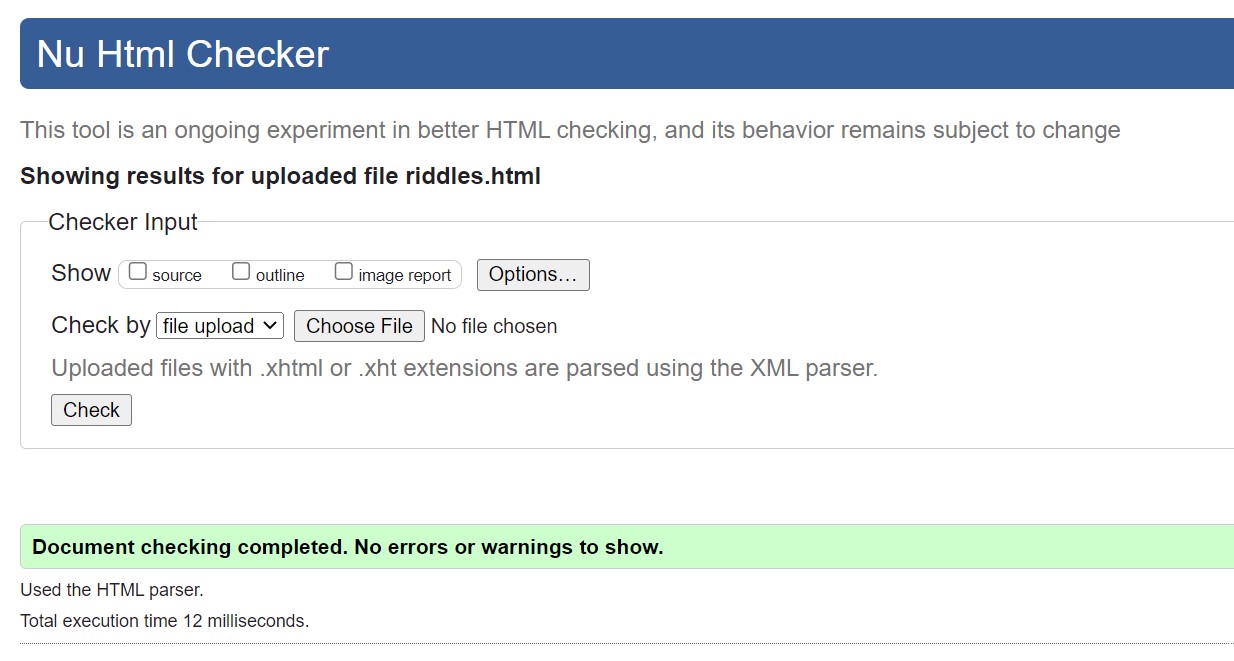 Nu Html Checker
This tool is an ongoing experiment in better HTML checking, and its behavior remains subject to change
Showing results for uploaded file riddles.html
Checker Input
Show source outline image report Options...
Check by file upload Choose File No file chosen
Uploaded files with .xhtml or .xht extensions are parsed using the XML parser.
Check
Document checking completed. No errors or warnings to show.
Used the HTML parser.
Total execution time 12 milliseconds.